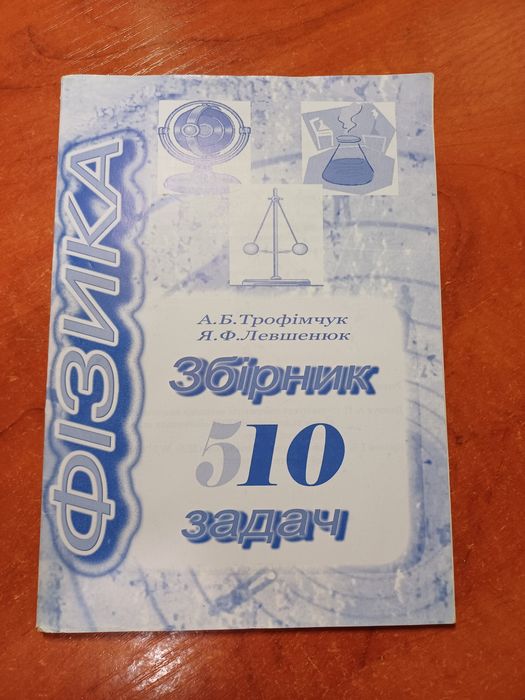 ФІЗИКА
А.Б.Трофімчук
Я.Ф.Левшенюк
Збірник
510
задач